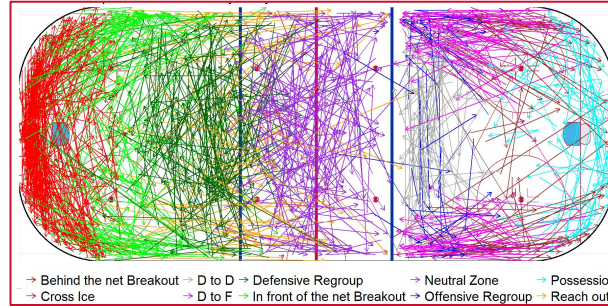 Behind the net Breakout D to D Defensive Regroup Neutral Zone Possessio
Cross Ice D to F In front of the net Breakout Offensive Regroup Reach out